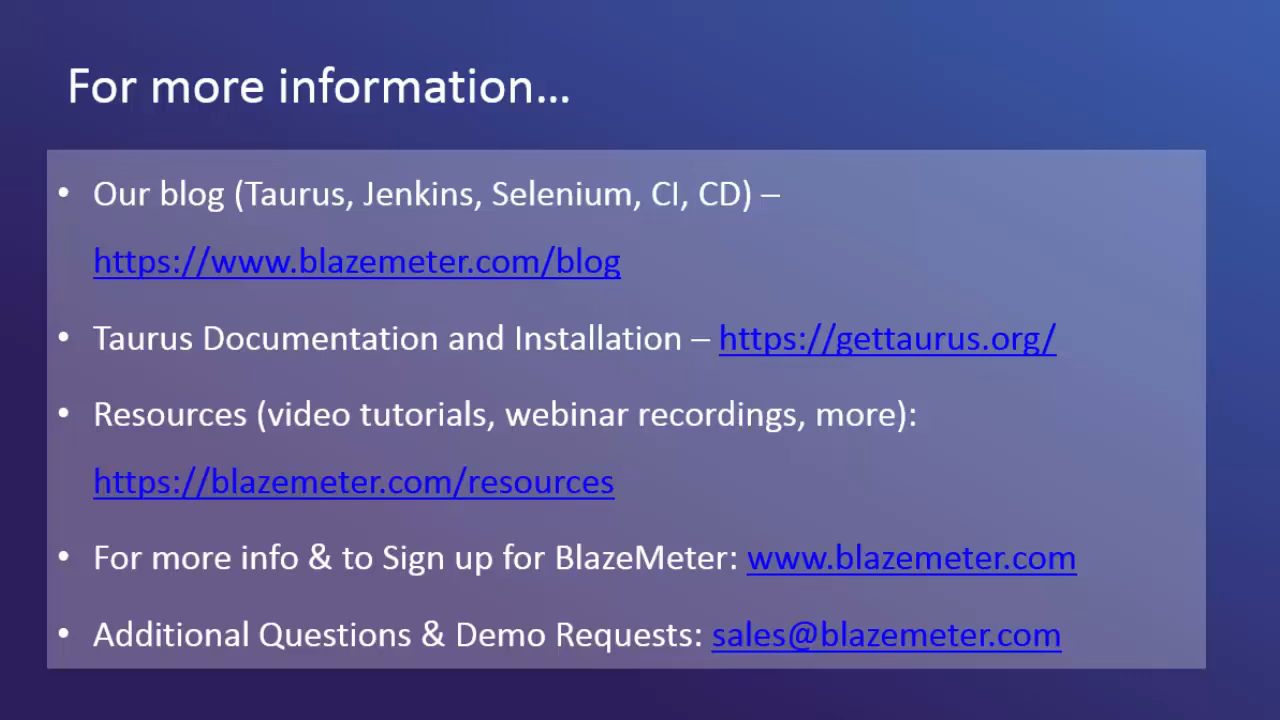 For more information...
• Our blog (Taurus, Jenkins, Selenium, CI, CD) –
https://www.blazemeter.com/blog
• Taurus Documentation and Installation – https://gettaurus.org/
• Resources (video tutorials, webinar recordings, more):
https://blazemeter.com/resources
• For more info & to Sign up for BlazeMeter: www.blazemeter.com
• Additional Questions & Demo Requests: sales@blazemeter.com